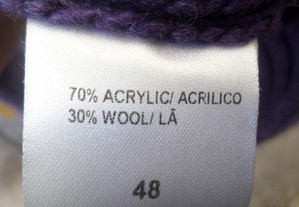 70% ACRYLIC/ ACRILICO
30% WOOL/ LÃ
48